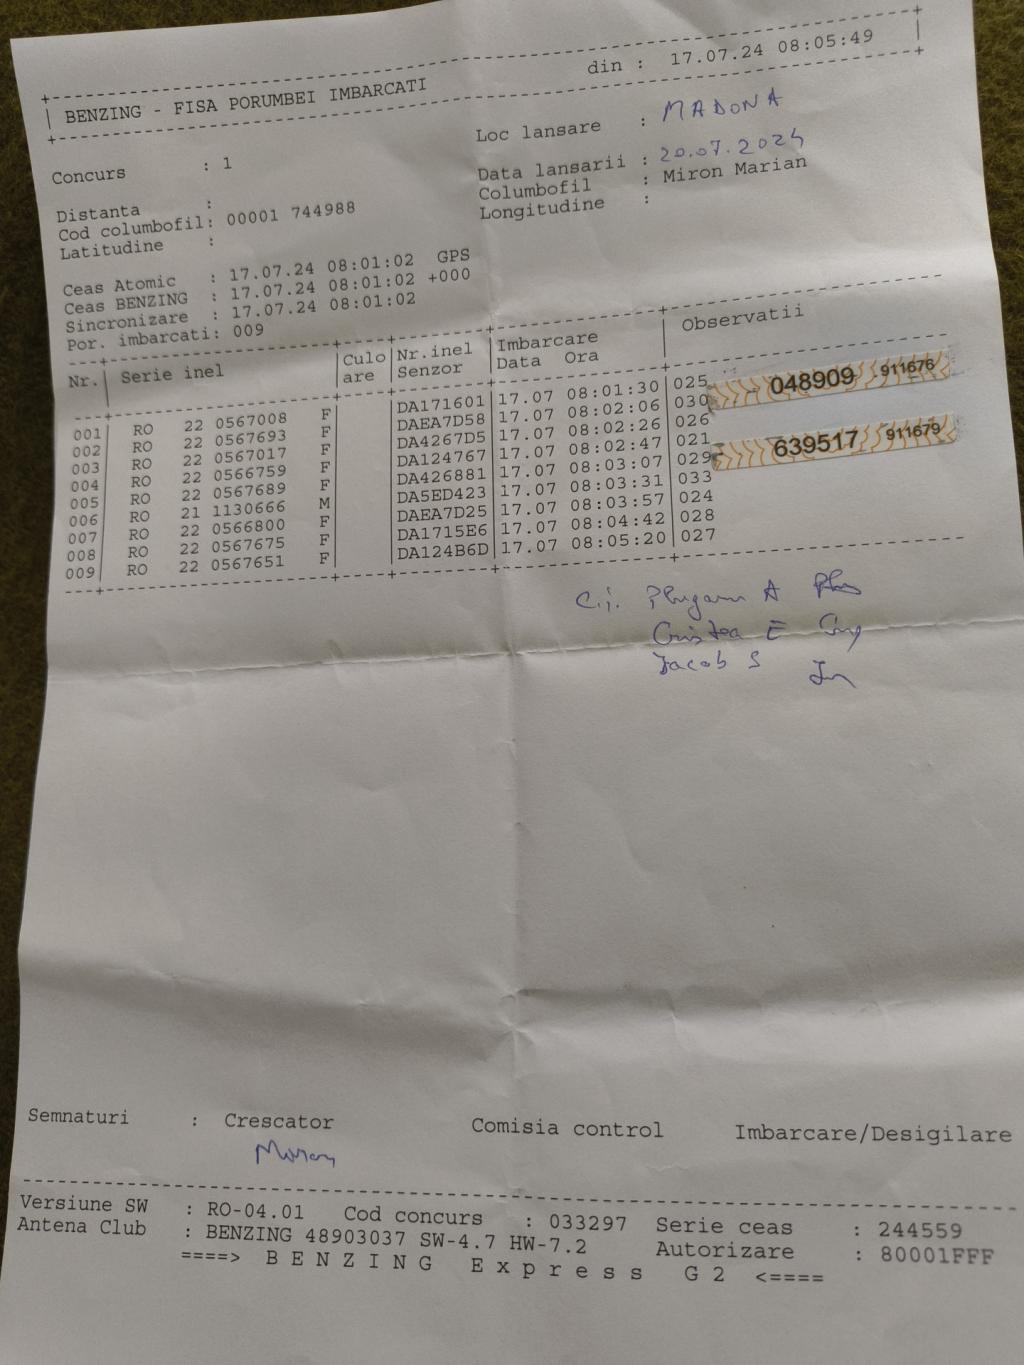 BENZING - FISA PORUMBEI IMBARCATI din : 17.07.24 08:05:49
Concurs : 1 Loc lansare : MADONA
Data lansarii : 20.07.2024
Distanta : Columbofil : Miron Marian
Cod columbofil: 00001 744988 Longitudine :
Latitudine :
Ceas Atomic : 17.07.24 08:01:02 GPS
Ceas BENZING : 17.07.24 08:01:02 +000
Sincronizare : 17.07.24 08:01:02
Por. imbarcati: 009
Nr.| Serie inel |Culo|Nr.inel |Imbarcare | Observatii
|are |Senzor |Data Ora
001| RO 22 0567008 F| |DA171601|17.07 08:01:30|025
002| RO 22 0567693 F| |DAEA7D58|17.07 08:02:06|030
003| RO 22 0567017 F| |DA4267D5|17.07 08:02:26|026
004| RO 22 0566759 F| |DA124767|17.07 08:02:47|021
005| RO 22 0567689 F| |DA426881|17.07 08:03:07|029
006| RO 21 1130666 M| |DA5ED423|17.07 08:03:31|033
007| RO 22 0566800 F| |DAEA7D25|17.07 08:03:57|024
008| RO 22 0567675 F| |DA1715E6|17.07 08:04:42|028
009| RO 22 0567651 F| |DA124B6D|17.07 08:05:20|027
048909 911676
639517 911679
C.j.
Cristea E
Iacob S
Semnaturi : Crescator Comisia control Imbarcare/Desigilare
Versiune SW : RO-04.01 Cod concurs : 033297 Serie ceas : 244559
Antena Club : BENZING 48903037 SW-4.7 HW-7.2 Autorizare : 80001FFF
====> B E N Z I N G E x p r e s s G 2 <====